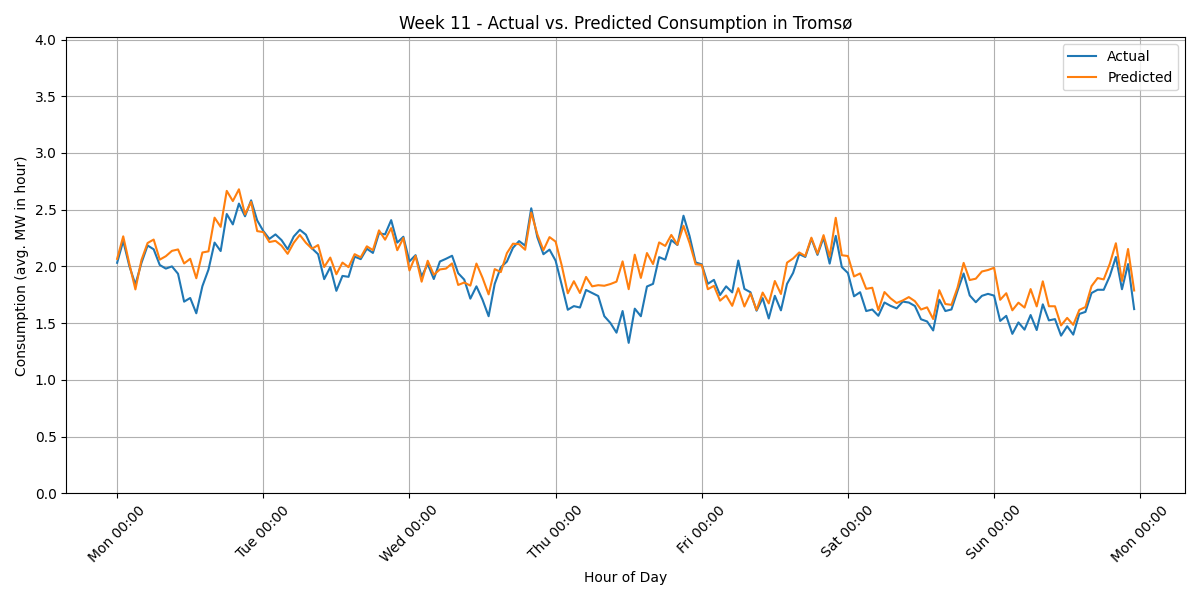 Week 11 - Actual vs. Predicted Consumption in Tromsø
Actual
Predicted
Consumption (avg. MW in hour)
4.0
3.5
3.0
2.5
2.0
1.5
1.0
0.5
0.0
Mon 00:00
Tue 00:00
Wed 00:00
Thu 00:00
Fri 00:00
Sat 00:00
Sun 00:00
Mon 00:00
Hour of Day